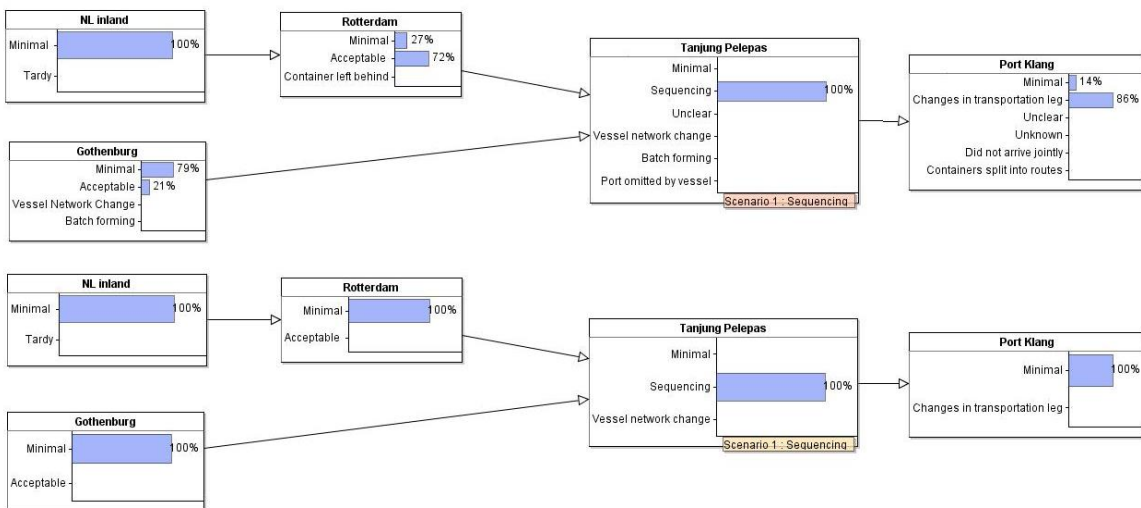 NL inland
Minimal 100%
Tardy
Rotterdam
Minimal 27%
Acceptable 72%
Container left behind
Gothenburg
Minimal 79%
Acceptable 21%
Vessel Network Change
Batch forming
Tanjung Pelepas
Minimal
Sequencing 100%
Unclear
Vessel network change
Batch forming
Port omitted by vessel
Scenario 1 : Sequencing
Port Klang
Minimal 14%
Changes in transportation leg 86%
Unclear
Unknown
Did not arrive jointly
Containers split into routes
NL inland
Minimal 100%
Tardy
Rotterdam
Minimal 100%
Acceptable
Gothenburg
Minimal 100%
Acceptable
Tanjung Pelepas
Minimal
Sequencing 100%
Vessel network change
Scenario 1 : Sequencing
Port Klang
Minimal 100%
Changes in transportation leg